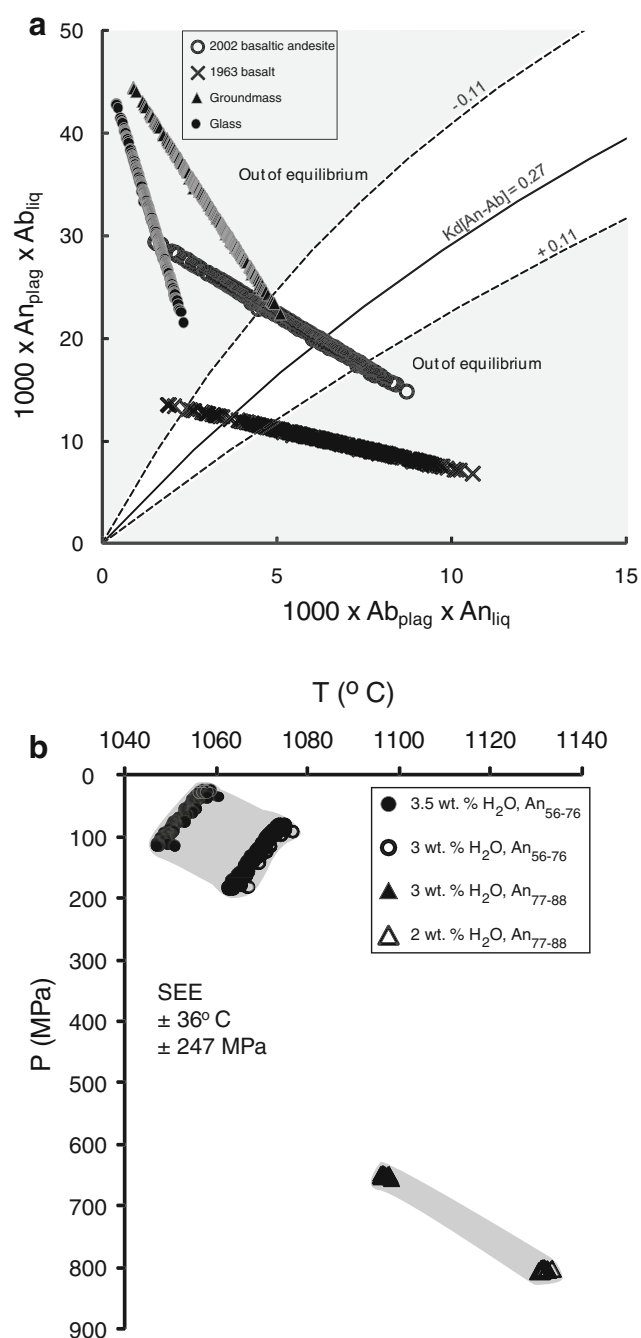 a
50
40
30
20
10
0
1000 x An_plag x Ab_liq
2002 basaltic andesite
1963 basalt
Groundmass
Glass
Out of equilibrium
- 0.11
Kd[An-Ab] = 0.27
+ 0.11
Out of equilibrium
0 5 10 15
1000 x Ab_plag x An_liq
T (° C)
b
1040 1060 1080 1100 1120 1140
0
100
200
300
400
500
600
700
800
900
P (MPa)
3.5 wt. % H2O, An56-76
3 wt. % H2O, An56-76
3 wt. % H2O, An77-88
2 wt. % H2O, An77-88
SEE
± 36° C
± 247 MPa